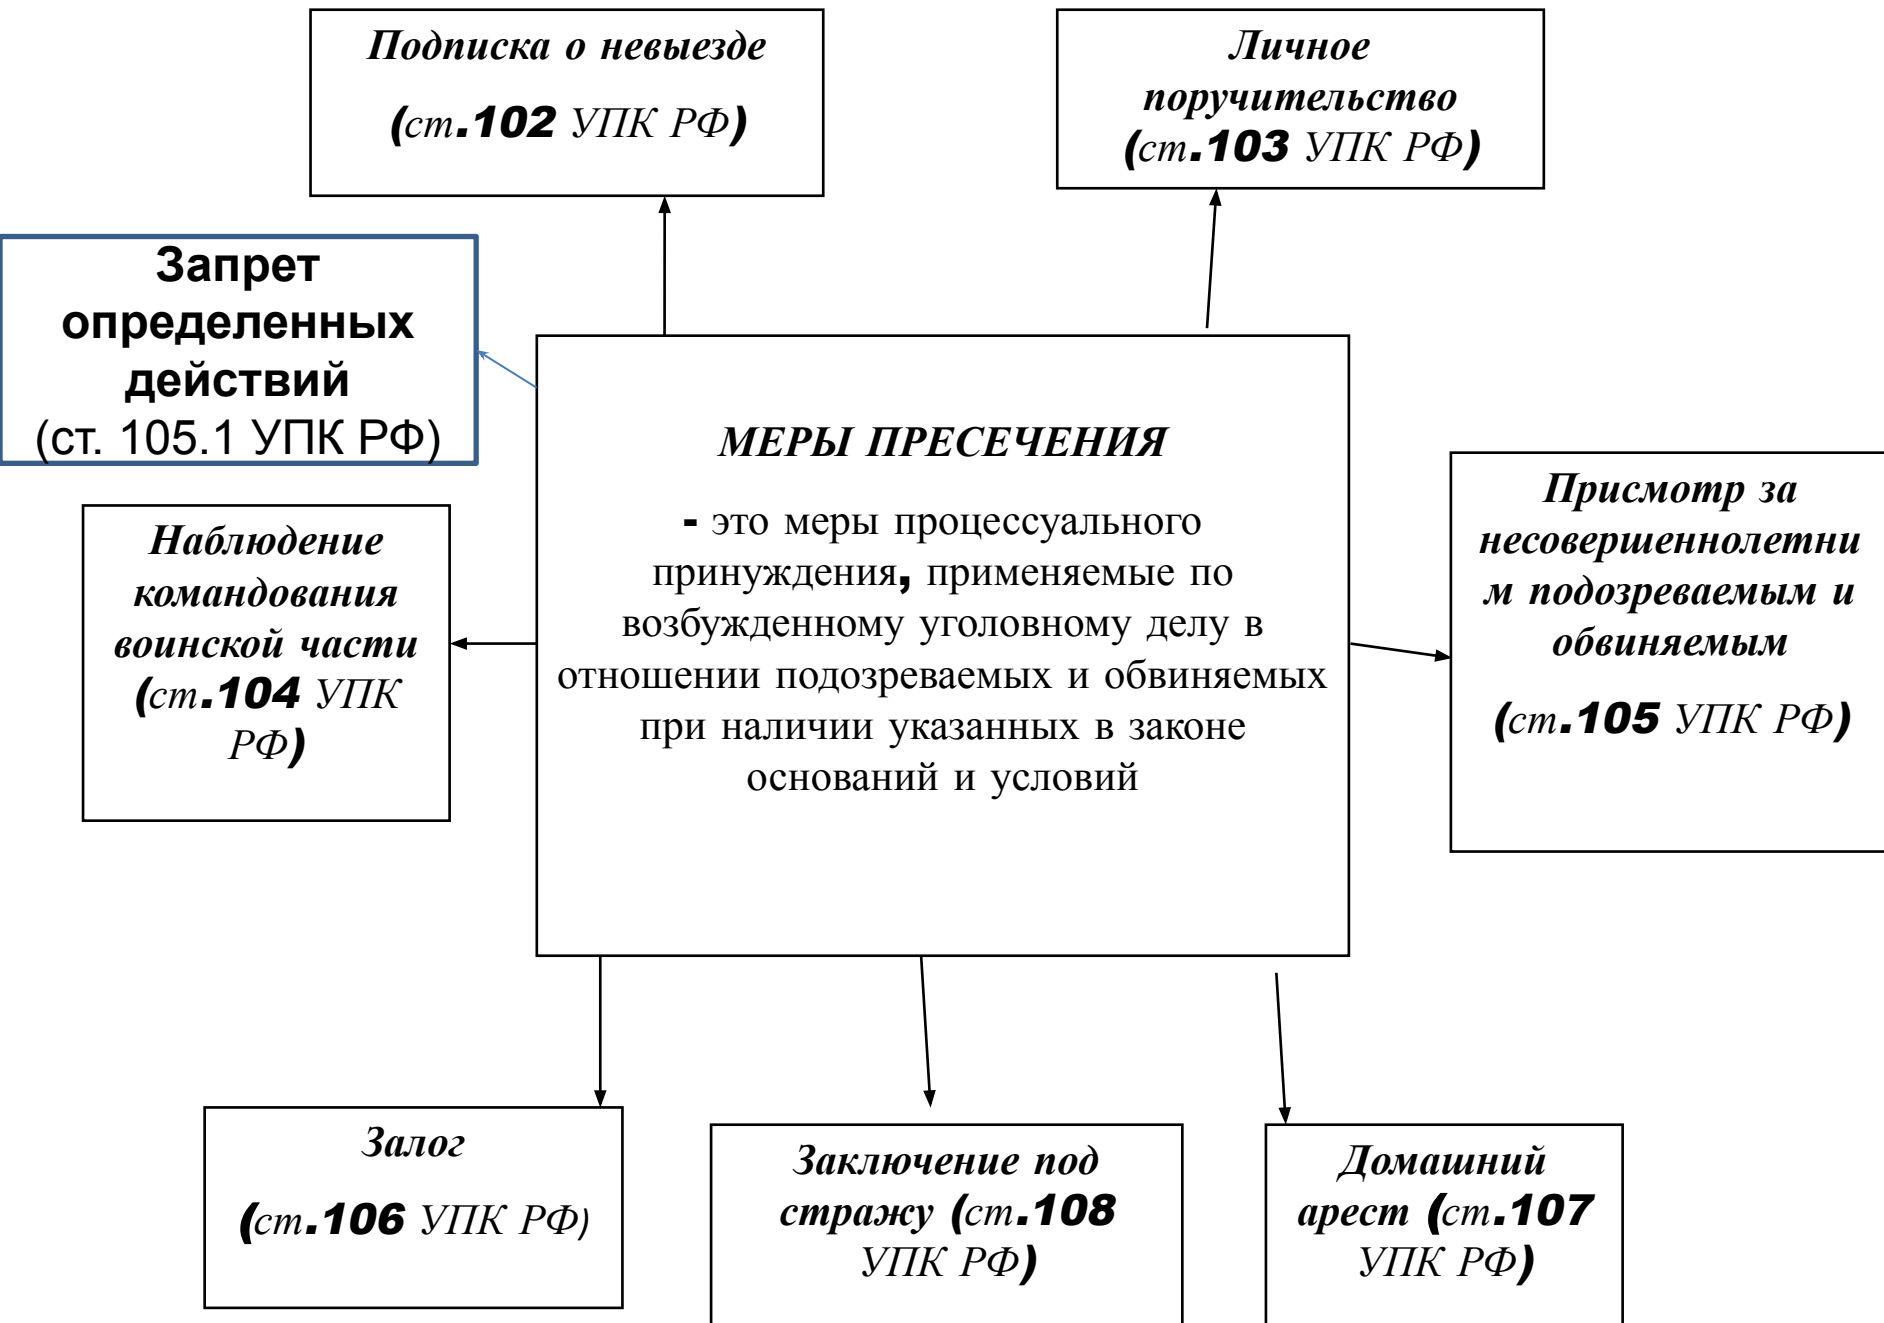 Подписка о невыезде
(ст.102 УПК РФ)
Личное
поручительство
(ст.103 УПК РФ)
Запрет
определенных
действий
(ст. 105.1 УПК РФ)
МЕРЫ ПРЕСЕЧЕНИЯ
- это меры процессуального
принуждения, применяемые по
возбужденному уголовному делу в
отношении подозреваемых и обвиняемых
при наличии указанных в законе
оснований и условий
Присмотр за
несовершеннолетни
м подозреваемым и
обвиняемым
(ст.105 УПК РФ)
Наблюдение
командования
воинской части
(ст.104 УПК
РФ)
Залог
(ст.106 УПК РФ)
Заключение под
стражу (ст.108
УПК РФ)
Домашний
арест (ст.107
УПК РФ)